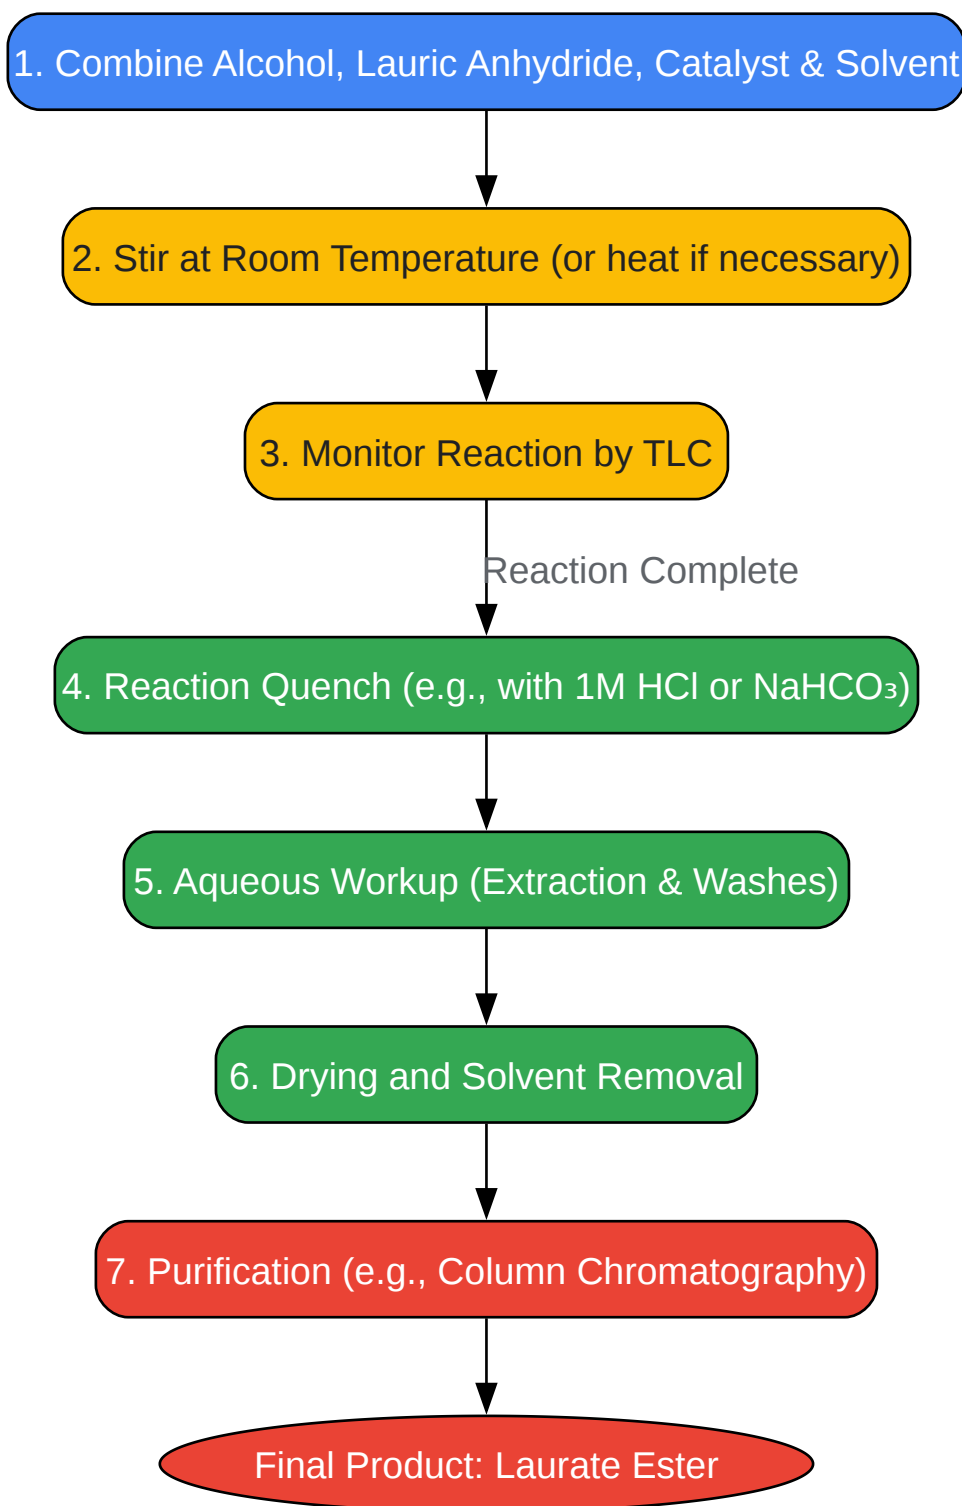 1. Combine Alcohol, Lauric Anhydride, Catalyst & Solvent
2. Stir at Room Temperature (or heat if necessary)
3. Monitor Reaction by TLC
Reaction Complete
4. Reaction Quench (e.g., with 1M HCl or NaHCO₃)
5. Aqueous Workup (Extraction & Washes)
6. Drying and Solvent Removal
7. Purification (e.g., Column Chromatography)
Final Product: Laurate Ester